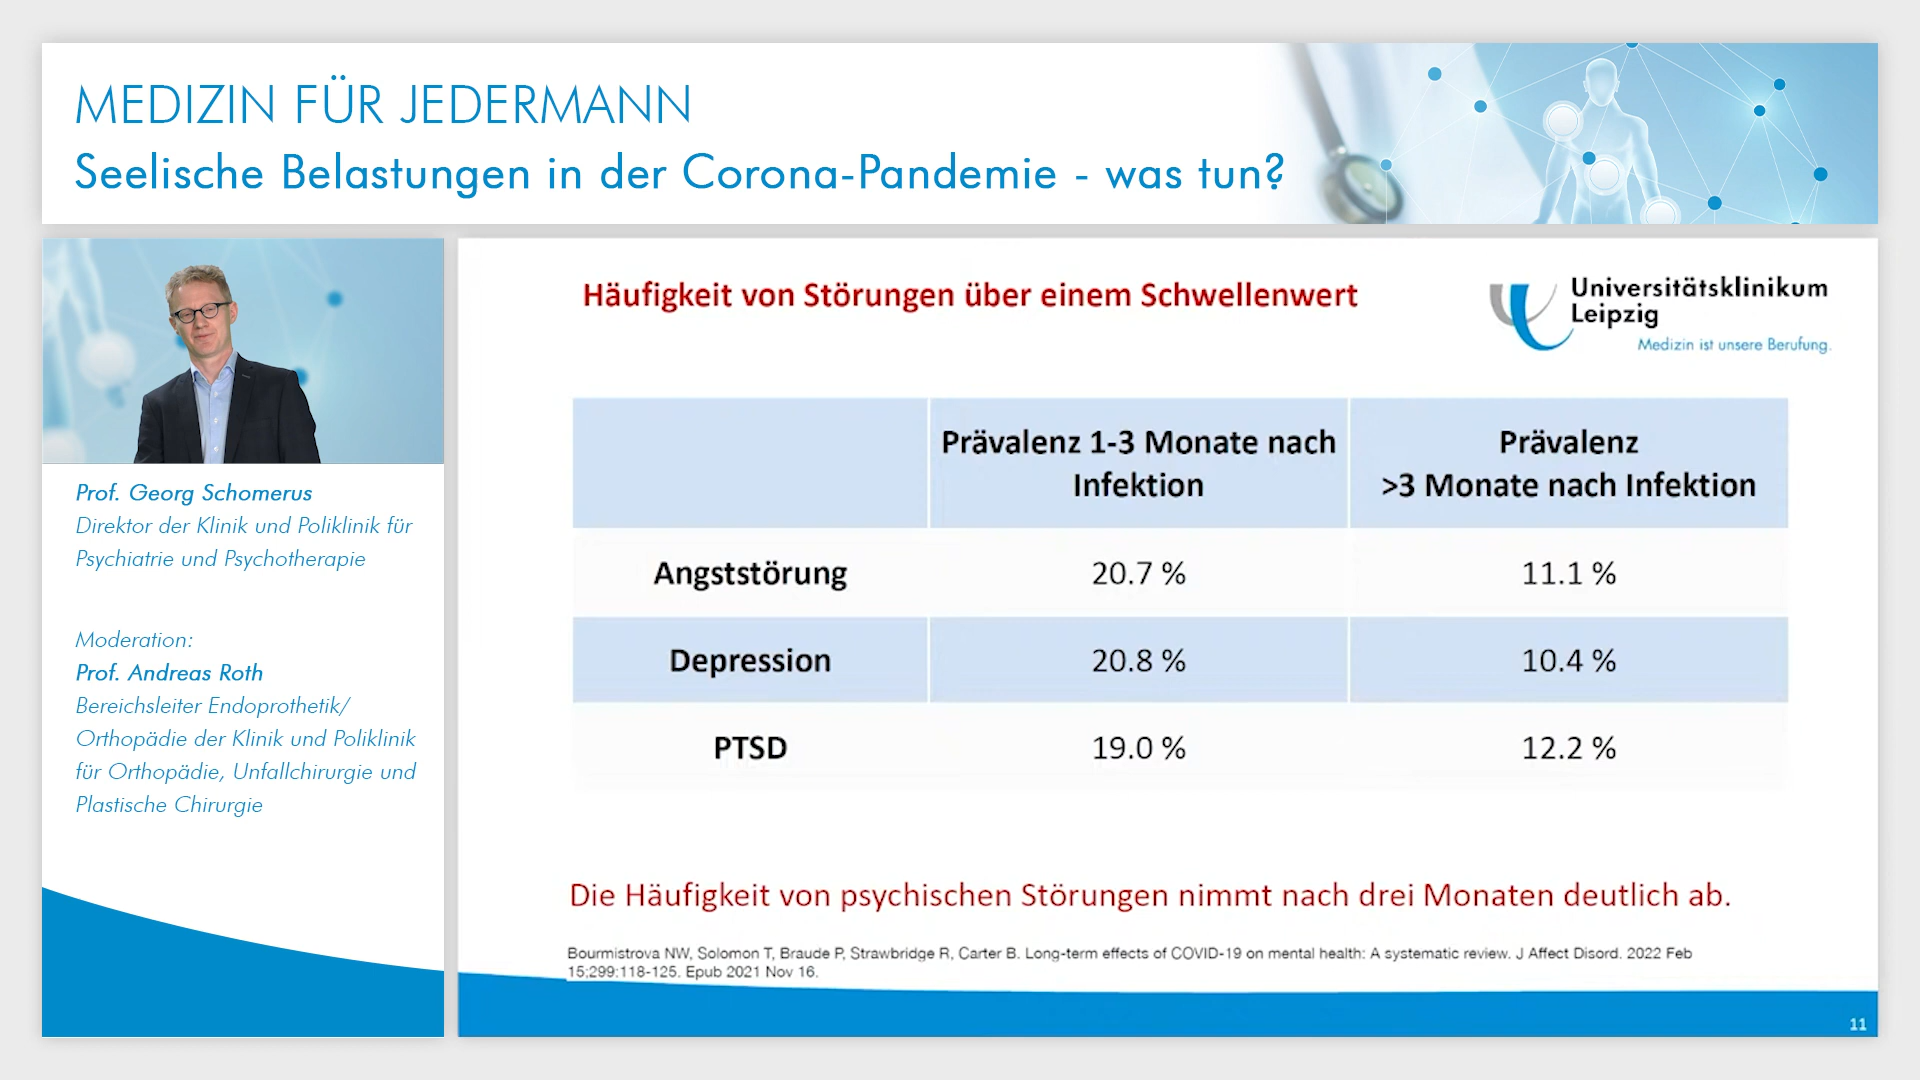 MEDIZIN FÜR JEDERMANN
Seelische Belastungen in der Corona-Pandemie - was tun?
Prof. Georg Schomerus
Direktor der Klinik und Poliklinik für
Psychiatrie und Psychotherapie
Moderation:
Prof. Andreas Roth
Bereichsleiter Endoprothetik/
Orthopädie der Klinik und Poliklinik
für Orthopädie, Unfallchirurgie und
Plastische Chirurgie
Häufigkeit von Störungen über einem Schwellenwert
Universitätsklinikum
Leipzig
Medizin ist unsere Berufung.
Prävalenz 1-3 Monate nach
Infektion
Prävalenz
>3 Monate nach Infektion
Angststörung 20.7 % 11.1 %
Depression 20.8 % 10.4 %
PTSD 19.0 % 12.2 %
Die Häufigkeit von psychischen Störungen nimmt nach drei Monaten deutlich ab.
Bourmistrova NW, Solomon T, Braude P, Strawbridge R, Carter B. Long-term effects of COVID-19 on mental health: A systematic review. J Affect Disord. 2022 Feb
15;299:118-125. Epub 2021 Nov 16.
11